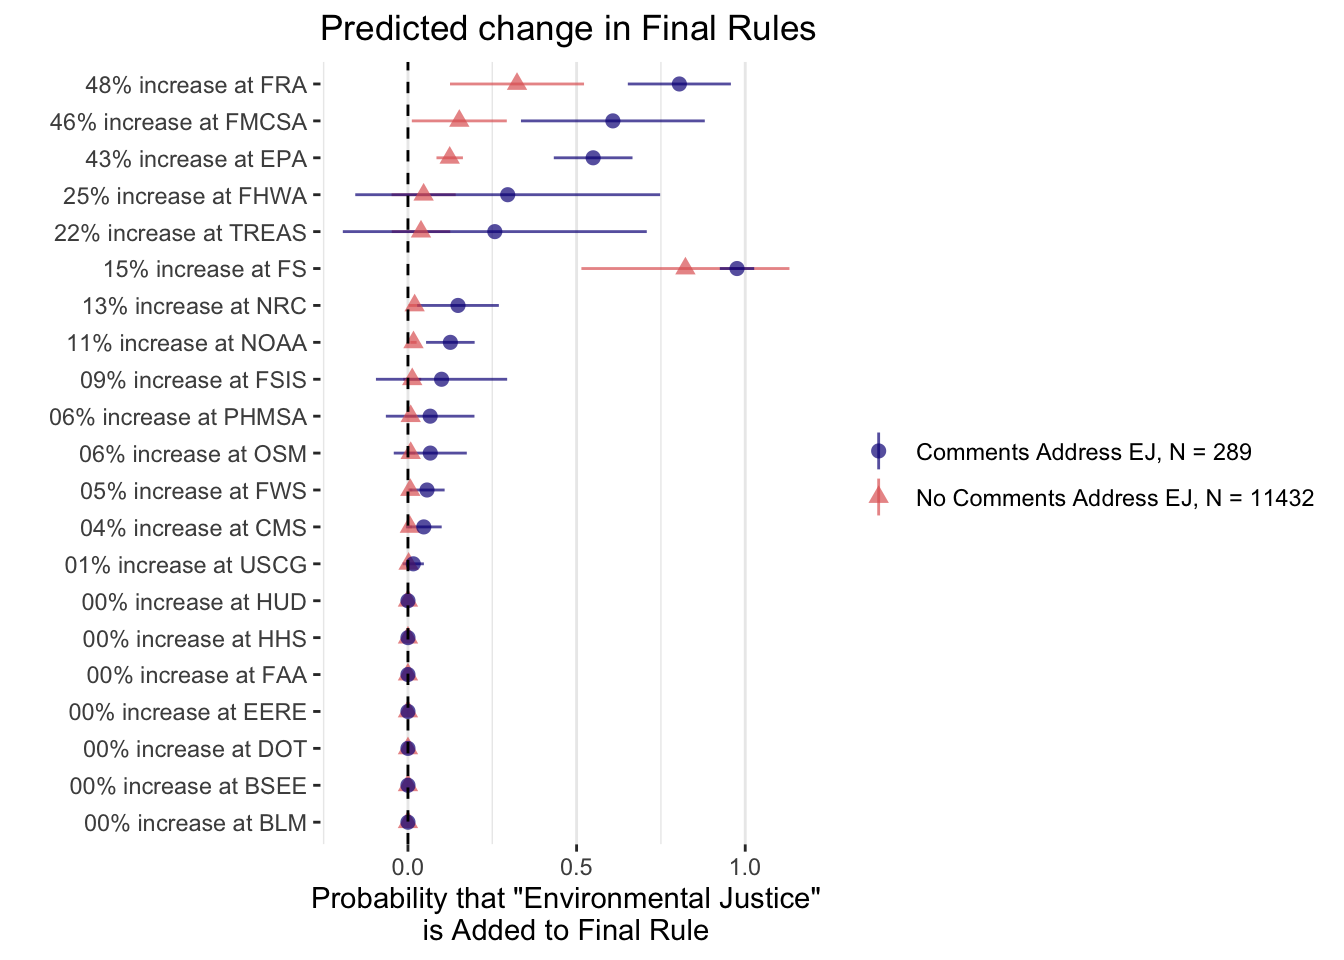 Predicted change in Final Rules
48% increase at FRA
46% increase at FMCSA
43% increase at EPA
25% increase at FHWA
22% increase at TREAS
15% increase at FS
13% increase at NRC
11% increase at NOAA
09% increase at FSIS
06% increase at PHMSA
06% increase at OSM
05% increase at FWS
04% increase at CMS
01% increase at USCG
00% increase at HUD
00% increase at HHS
00% increase at FAA
00% increase at EERE
00% increase at DOT
00% increase at BSEE
00% increase at BLM
0.0 0.5 1.0
Probability that "Environmental Justice"
is Added to Final Rule
Comments Address EJ, N = 289
No Comments Address EJ, N = 11432